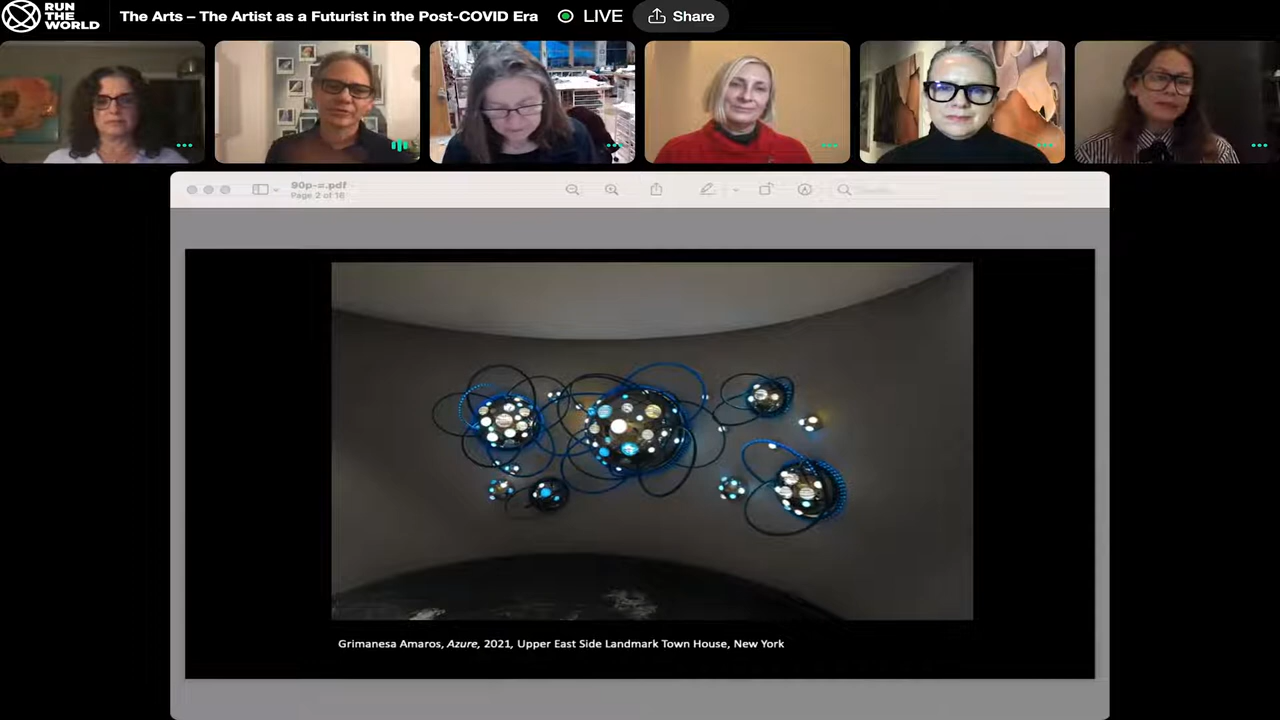 RUN
THE
WORLD
The Arts – The Artist as a Futurist in the Post-COVID Era
LIVE
Share
90p-=.pdf
Page 2 of 16
Grimanesa Amaros, Azure, 2021, Upper East Side Landmark Town House, New York